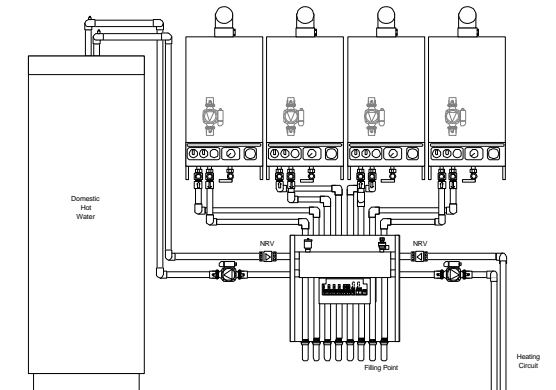 Domestic
Hot
Water
NRV
NRV
Filling Point
Heating
Circuit